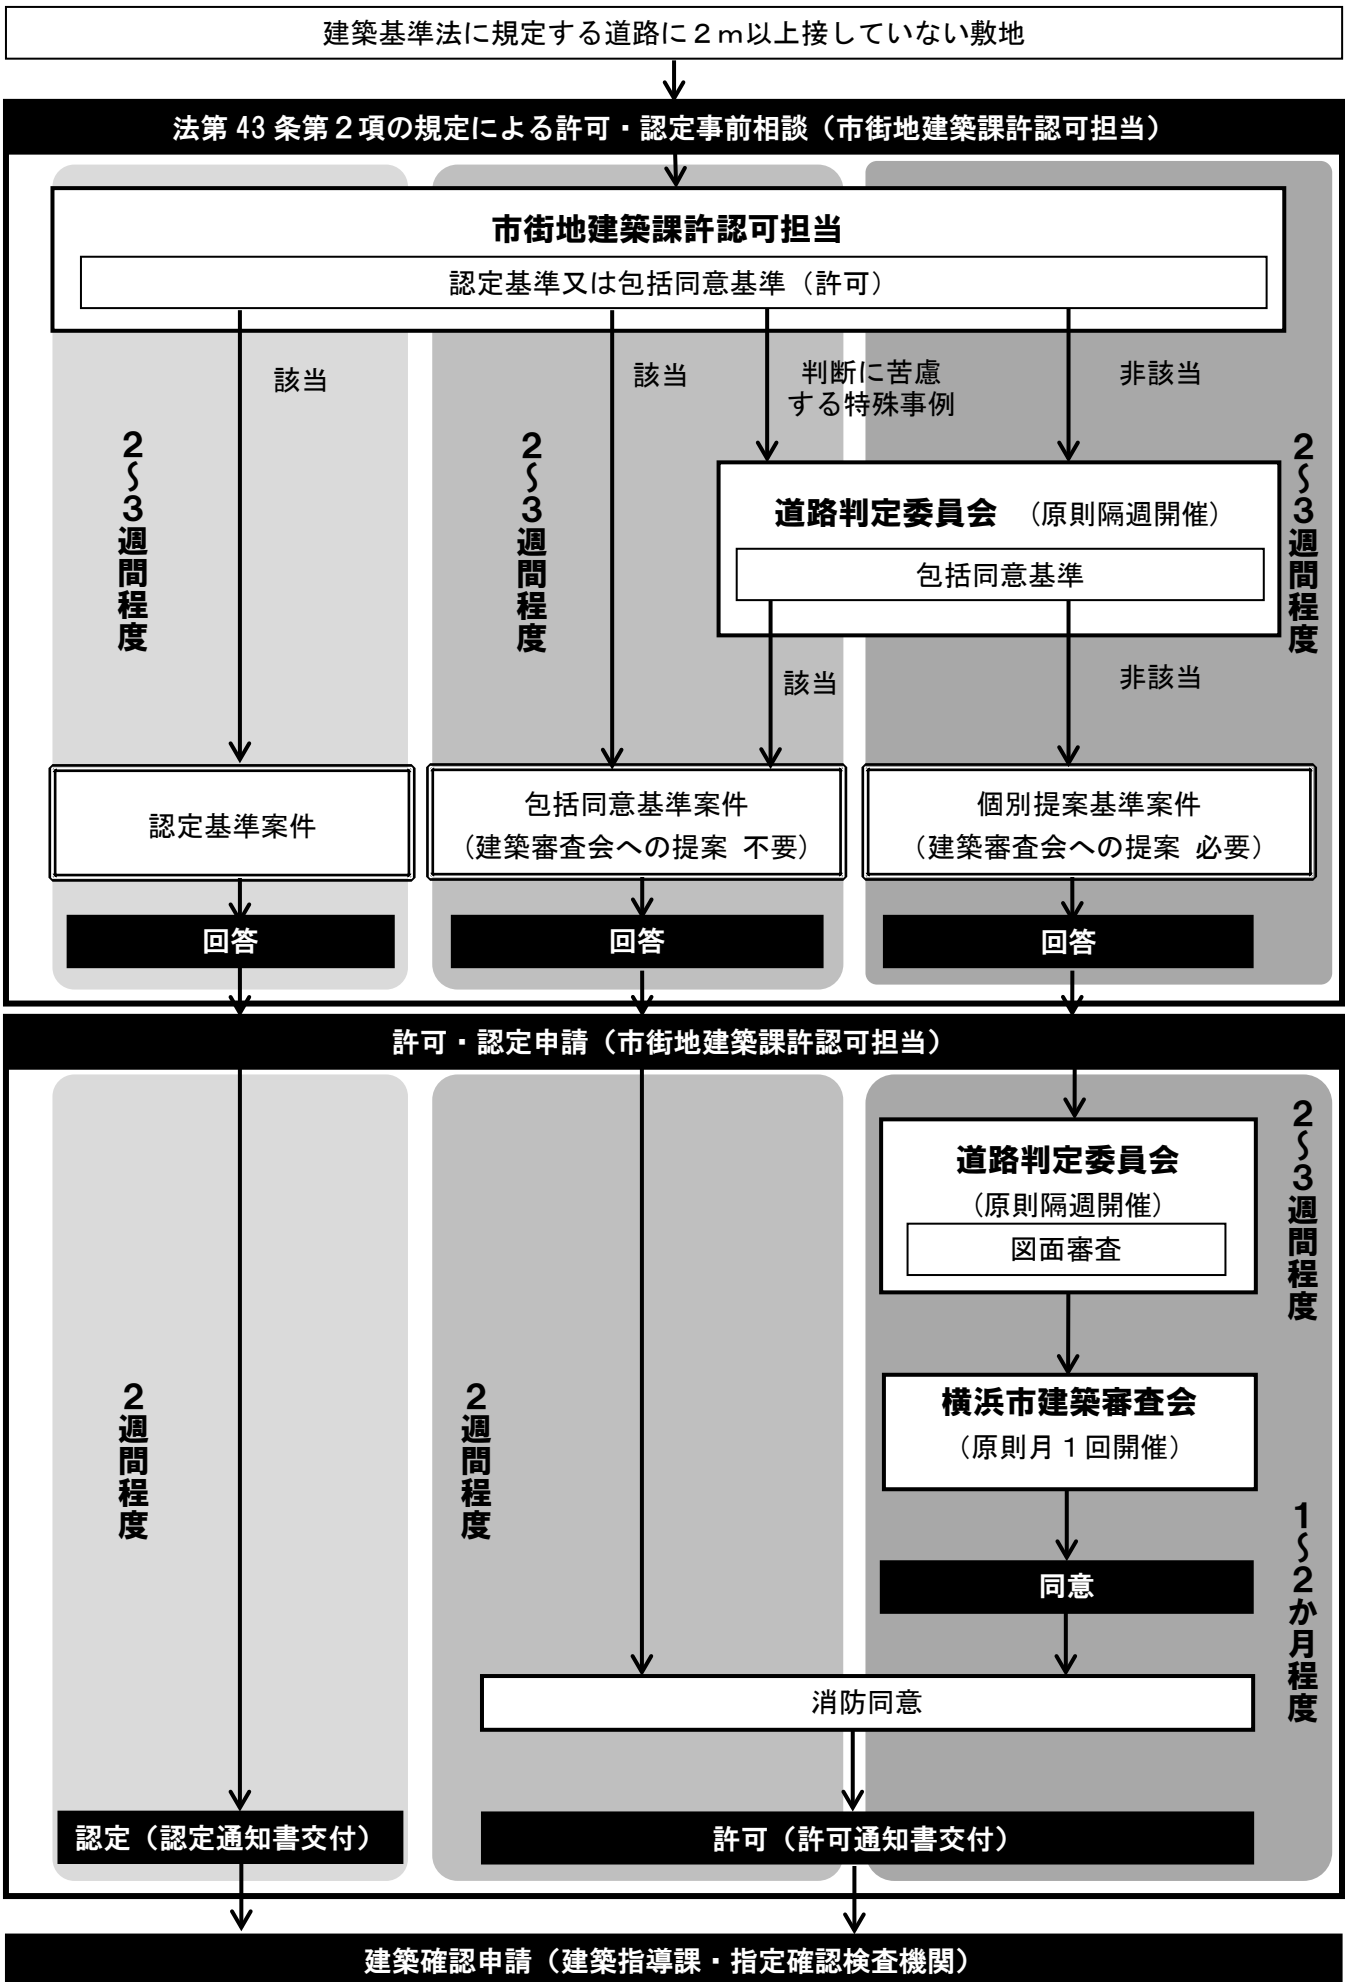 建築基準法に規定する道路に２ｍ以上接していない敷地
法第 43 条第２項の規定による許可・認定事前相談（市街地建築課許認可担当）
市街地建築課許認可担当
認定基準又は包括同意基準（許可）
該当
該当
判断に苦慮
する特殊事例
非該当
２～３週間程度
２～３週間程度
２～３週間程度
道路判定委員会 （原則隔週開催）
包括同意基準
該当
非該当
認定基準案件
包括同意基準案件
（建築審査会への提案 不要）
個別提案基準案件
（建築審査会への提案 必要）
回答
回答
回答
許可・認定申請（市街地建築課許認可担当）
道路判定委員会
（原則隔週開催）
図面審査
２～３週間程度
横浜市建築審査会
（原則月１回開催）
２週間程度
２週間程度
１～２か月程度
同意
消防同意
認定（認定通知書交付）
許可（許可通知書交付）
建築確認申請（建築指導課・指定確認検査機関）